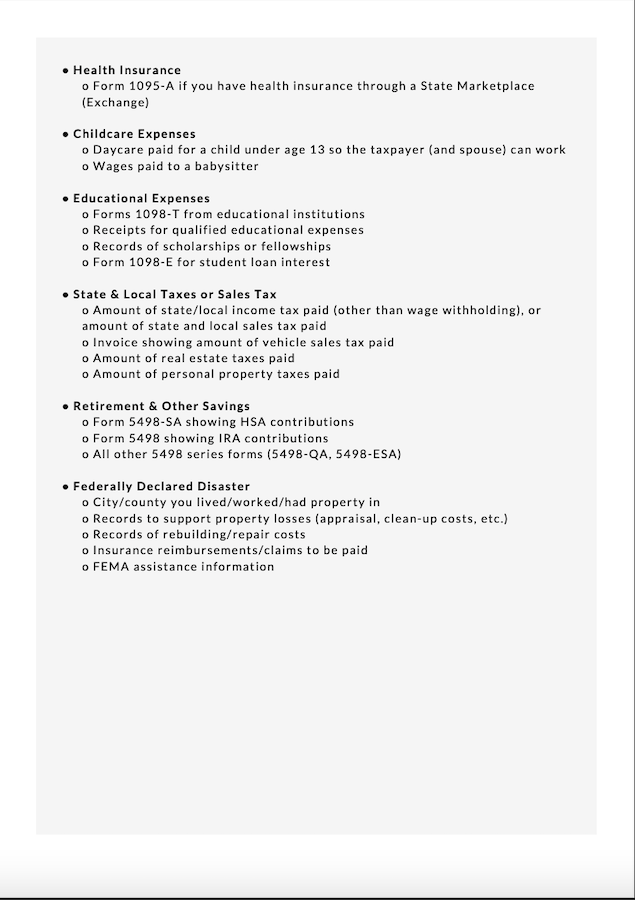 ● Health Insurance
o Form 1095-A if you have health insurance through a State Marketplace
(Exchange)
● Childcare Expenses
o Daycare paid for a child under age 13 so the taxpayer (and spouse) can work
o Wages paid to a babysitter
● Educational Expenses
o Forms 1098-T from educational institutions
o Receipts for qualified educational expenses
o Records of scholarships or fellowships
o Form 1098-E for student loan interest
● State & Local Taxes or Sales Tax
o Amount of state/local income tax paid (other than wage withholding), or
amount of state and local sales tax paid
o Invoice showing amount of vehicle sales tax paid
o Amount of real estate taxes paid
o Amount of personal property taxes paid
● Retirement & Other Savings
o Form 5498-SA showing HSA contributions
o Form 5498 showing IRA contributions
o All other 5498 series forms (5498-QA, 5498-ESA)
● Federally Declared Disaster
o City/county you lived/worked/had property in
o Records to support property losses (appraisal, clean-up costs, etc.)
o Records of rebuilding/repair costs
o Insurance reimbursements/claims to be paid
o FEMA assistance information